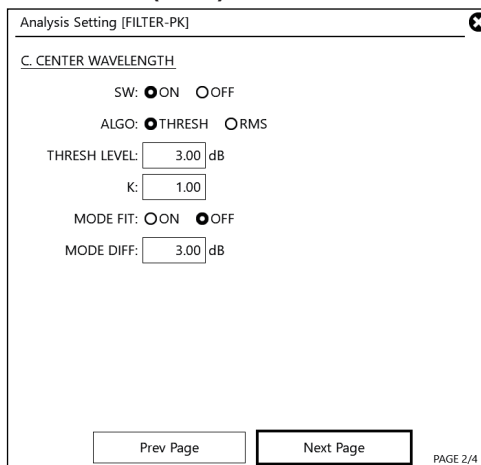 Analysis Setting [FILTER-PK]
C. CENTER WAVELENGTH
SW: ON OFF
ALGO: THRESH RMS
THRESH LEVEL: 3.00 dB
K: 1.00
MODE FIT: ON OFF
MODE DIFF: 3.00 dB
Prev Page Next Page PAGE 2/4